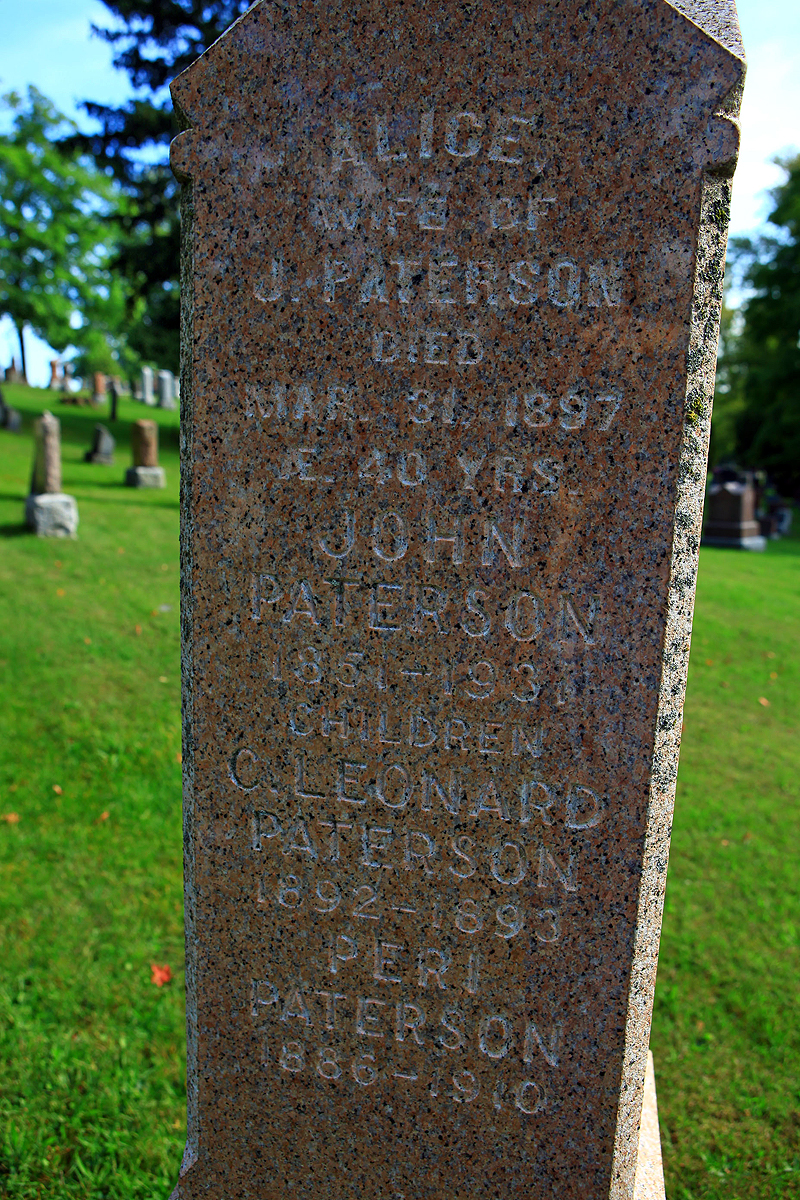 ALICE,
WIFE OF
J. PATERSON
DIED
MAR. 31, 1897
Æ. 40 YRS.
JOHN
PATERSON
1851-1931
CHILDREN
C. LEONARD
PATERSON
1892-1893
PERI
PATERSON
1886-1910